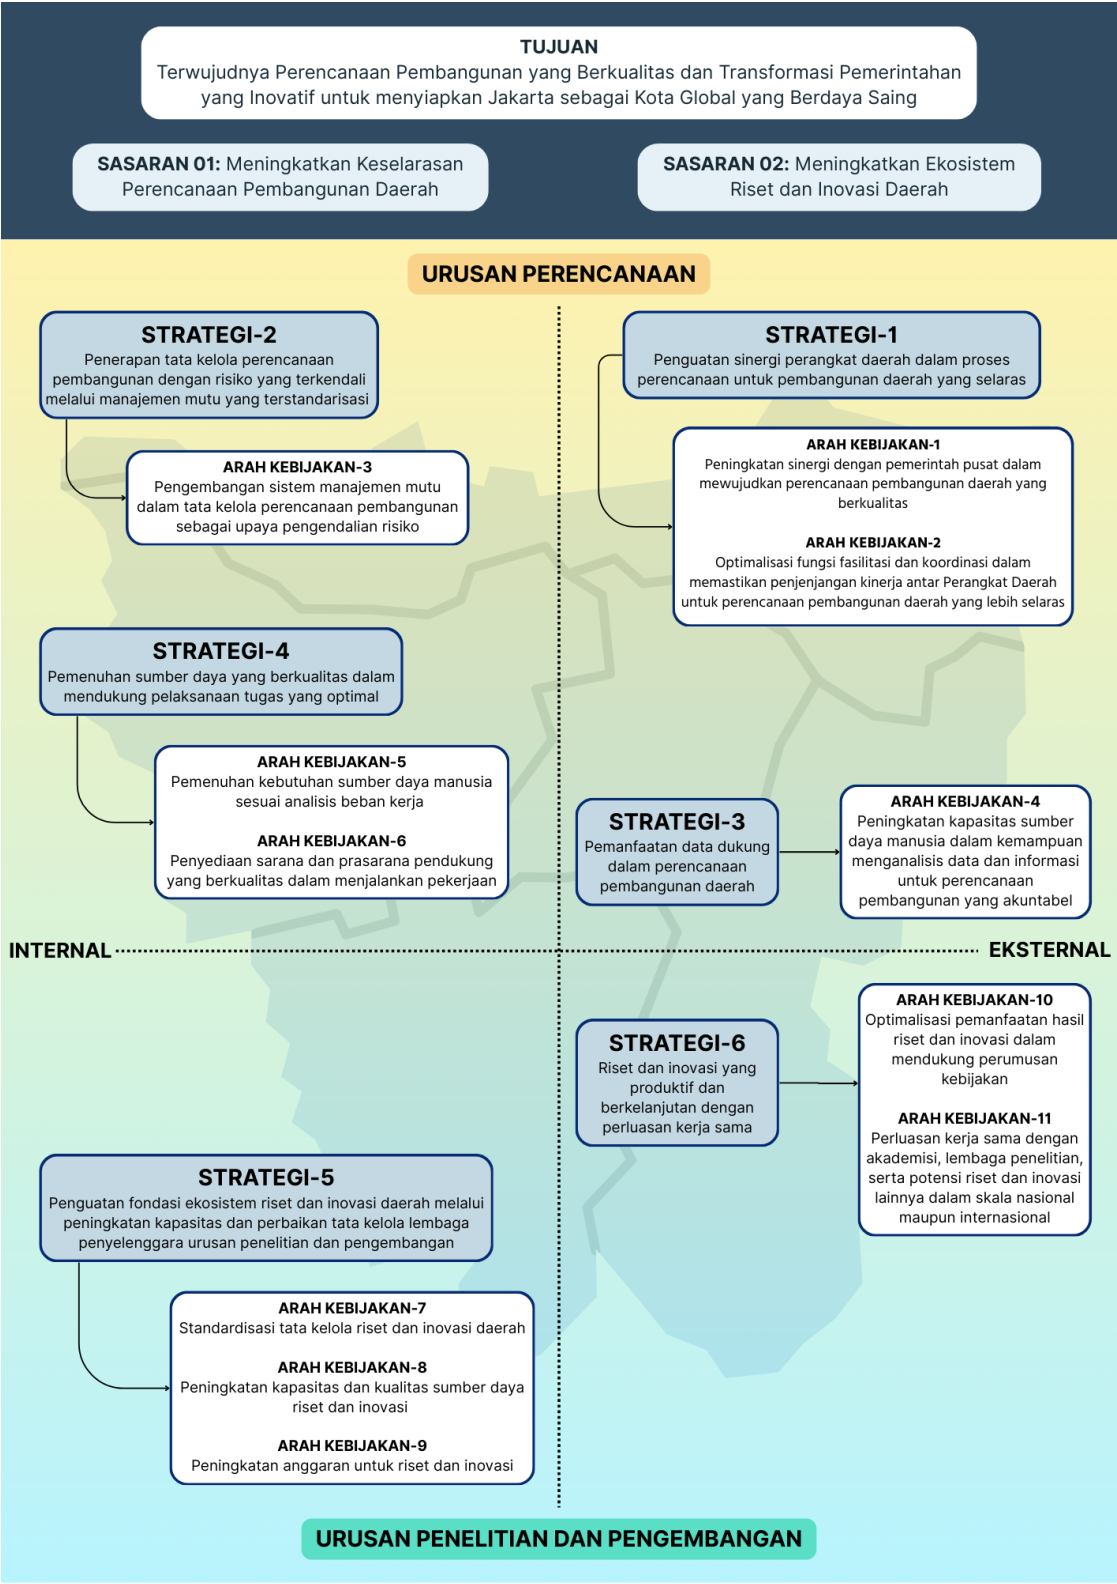 TUJUAN
Terwujudnya Perencanaan Pembangunan yang Berkualitas dan Transformasi Pemerintahan
yang Inovatif untuk menyiapkan Jakarta sebagai Kota Global yang Berdaya Saing
SASARAN 01: Meningkatkan Keselarasan
Perencanaan Pembangunan Daerah
SASARAN 02: Meningkatkan Ekosistem
Riset dan Inovasi Daerah
URUSAN PERENCANAAN
STRATEGI-2
Penerapan tata kelola perencanaan
pembangunan dengan risiko yang terkendali
melalui manajemen mutu yang terstandarisasi
ARAH KEBIJAKAN-3
Pengembangan sistem manajemen mutu
dalam tata kelola perencanaan pembangunan
sebagai upaya pengendalian risiko
STRATEGI-1
Penguatan sinergi perangkat daerah dalam proses
perencanaan untuk pembangunan daerah yang selaras
ARAH KEBIJAKAN-1
Peningkatan sinergi dengan pemerintah pusat dalam
mewujudkan perencanaan pembangunan daerah yang
berkualitas
ARAH KEBIJAKAN-2
Optimalisasi fungsi fasilitasi dan koordinasi dalam
memastikan penjenjangan kinerja antar Perangkat Daerah
untuk perencanaan pembangunan daerah yang lebih selaras
STRATEGI-4
Pemenuhan sumber daya yang berkualitas dalam
mendukung pelaksanaan tugas yang optimal
ARAH KEBIJAKAN-5
Pemenuhan kebutuhan sumber daya manusia
sesuai analisis beban kerja
ARAH KEBIJAKAN-6
Penyediaan sarana dan prasarana pendukung
yang berkualitas dalam menjalankan pekerjaan
STRATEGI-3
Pemanfaatan data dukung
dalam perencanaan
pembangunan daerah
ARAH KEBIJAKAN-4
Peningkatan kapasitas sumber
daya manusia dalam kemampuan
menganalisis data dan informasi
untuk perencanaan
pembangunan yang akuntabel
INTERNAL
EKSTERNAL
STRATEGI-6
Riset dan inovasi yang
produktif dan
berkelanjutan dengan
perluasan kerja sama
ARAH KEBIJAKAN-10
Optimalisasi pemanfaatan hasil
riset dan inovasi dalam
mendukung perumusan
kebijakan
ARAH KEBIJAKAN-11
Perluasan kerja sama dengan
akademisi, lembaga penelitian,
serta potensi riset dan inovasi
lainnya dalam skala nasional
maupun internasional
STRATEGI-5
Penguatan fondasi ekosistem riset dan inovasi daerah melalui
peningkatan kapasitas dan perbaikan tata kelola lembaga
penyelenggara urusan penelitian dan pengembangan
ARAH KEBIJAKAN-7
Standardisasi tata kelola riset dan inovasi daerah
ARAH KEBIJAKAN-8
Peningkatan kapasitas dan kualitas sumber daya
riset dan inovasi
ARAH KEBIJAKAN-9
Peningkatan anggaran untuk riset dan inovasi
URUSAN PENELITIAN DAN PENGEMBANGAN